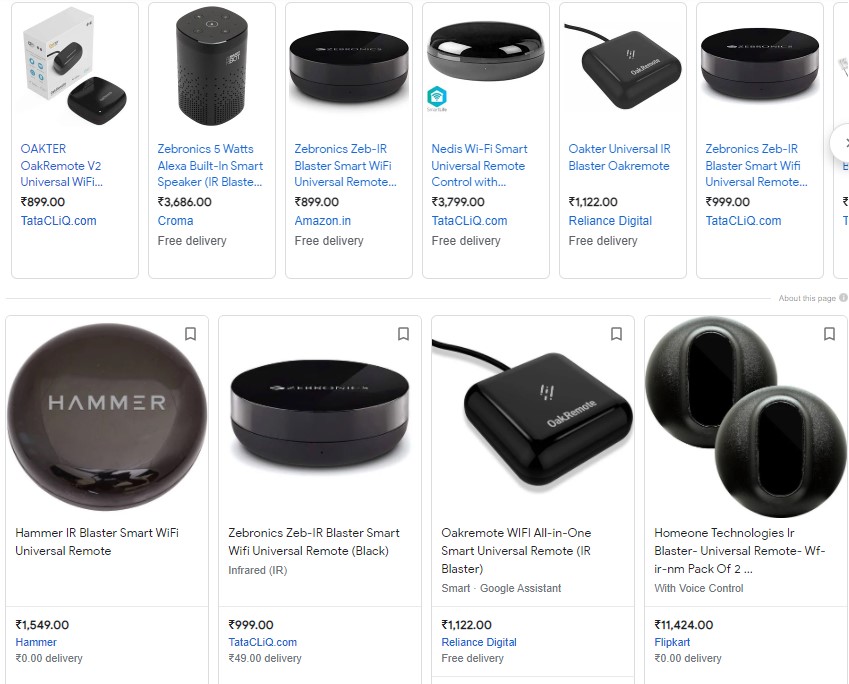 OAKTER
OakRemote V2
Universal WiFi...
₹899.00
TataCLiQ.com
Zebronics 5 Watts
Alexa Built-In Smart
Speaker (IR Blaste...
₹3,686.00
Croma
Free delivery
ZEBRONICS
Zebronics Zeb-IR
Blaster Smart WiFi
Universal Remote...
₹899.00
Amazon.in
Free delivery
Nedis Wi-Fi Smart
Universal Remote
Control with...
₹3,799.00
TataCLiQ.com
Free delivery
OakRemote
Oakter Universal IR
Blaster Oakremote
₹1,122.00
Reliance Digital
Free delivery
ZEBRONICS
Zebronics Zeb-IR
Blaster Smart Wifi
Universal Remote...
₹999.00
TataCLiQ.com
About this page
HAMMER
Hammer IR Blaster Smart WiFi
Universal Remote
₹1,549.00
Hammer
₹0.00 delivery
ZEBRONICS
Zebronics Zeb-IR Blaster Smart
Wifi Universal Remote (Black)
Infrared (IR)
₹999.00
TataCLiQ.com
₹49.00 delivery
OakRemote
Oakremote WIFI All-in-One
Smart Universal Remote (IR
Blaster)
Smart · Google Assistant
₹1,122.00
Reliance Digital
Free delivery
Homeone Technologies Ir
Blaster- Universal Remote- Wf-
ir-nm Pack Of 2 ...
With Voice Control
₹11,424.00
Flipkart
₹0.00 delivery